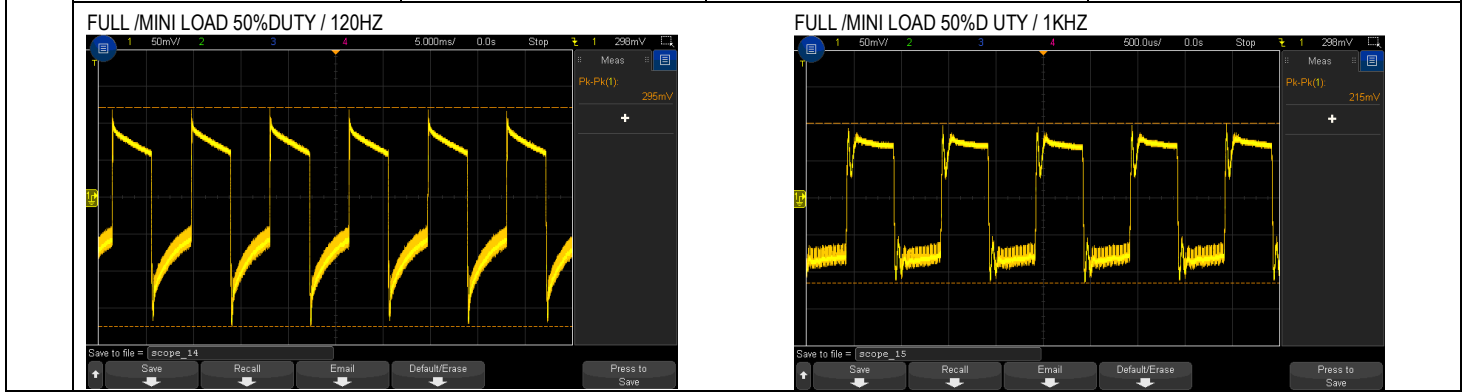 FULL /MINI LOAD 50%DUTY / 120HZ
1 50mV/ 2 3 4 5.000ms/ 0.0s Stop 1 298mV
T
Meas
Pk-Pk(1):
295mV
+
Save to file = scope_14
Save Recall Email Default/Erase Press to Save
FULL /MINI LOAD 50%D UTY / 1KHZ
1 50mV/ 2 3 4 500.0us/ 0.0s Stop 1 298mV
T
Meas
Pk-Pk(1):
215mV
+
Save to file = scope_15
Save Recall Email Default/Erase Press to Save